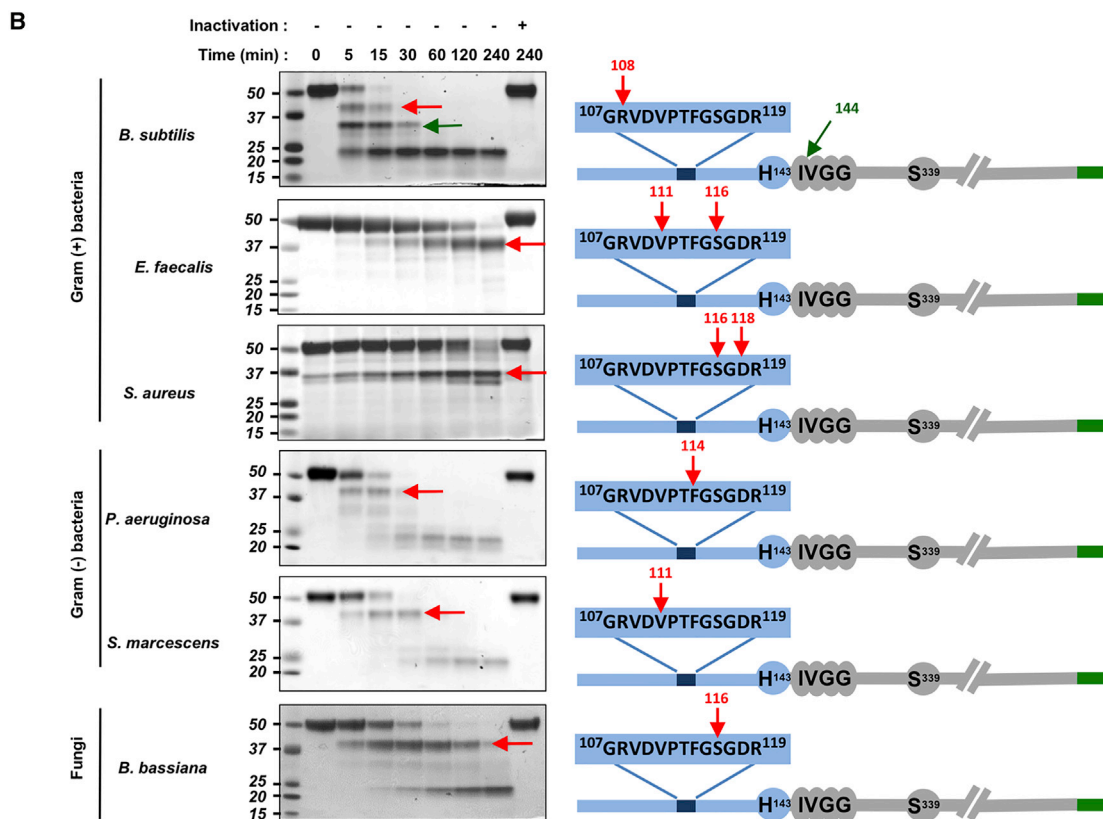 B
Inactivation : - - - - - - - +
Time (min) : 0 5 15 30 60 120 240 240
Gram (+) bacteria
B. subtilis
50
37
25
20
15
108
107GRVDVPTFGSGDR119
144
H143 IVGG S339
E. faecalis
50
37
25
20
15
111 116
107GRVDVPTFGSGDR119
H143 IVGG S339
S. aureus
50
37
25
20
15
116 118
107GRVDVPTFGSGDR119
H143 IVGG S339
Gram (-) bacteria
P. aeruginosa
50
37
25
20
114
107GRVDVPTFGSGDR119
H143 IVGG S339
S. marcescens
50
37
25
20
111
107GRVDVPTFGSGDR119
H143 IVGG S339
Fungi
B. bassiana
50
37
25
20
15
116
107GRVDVPTFGSGDR119
H143 IVGG S339